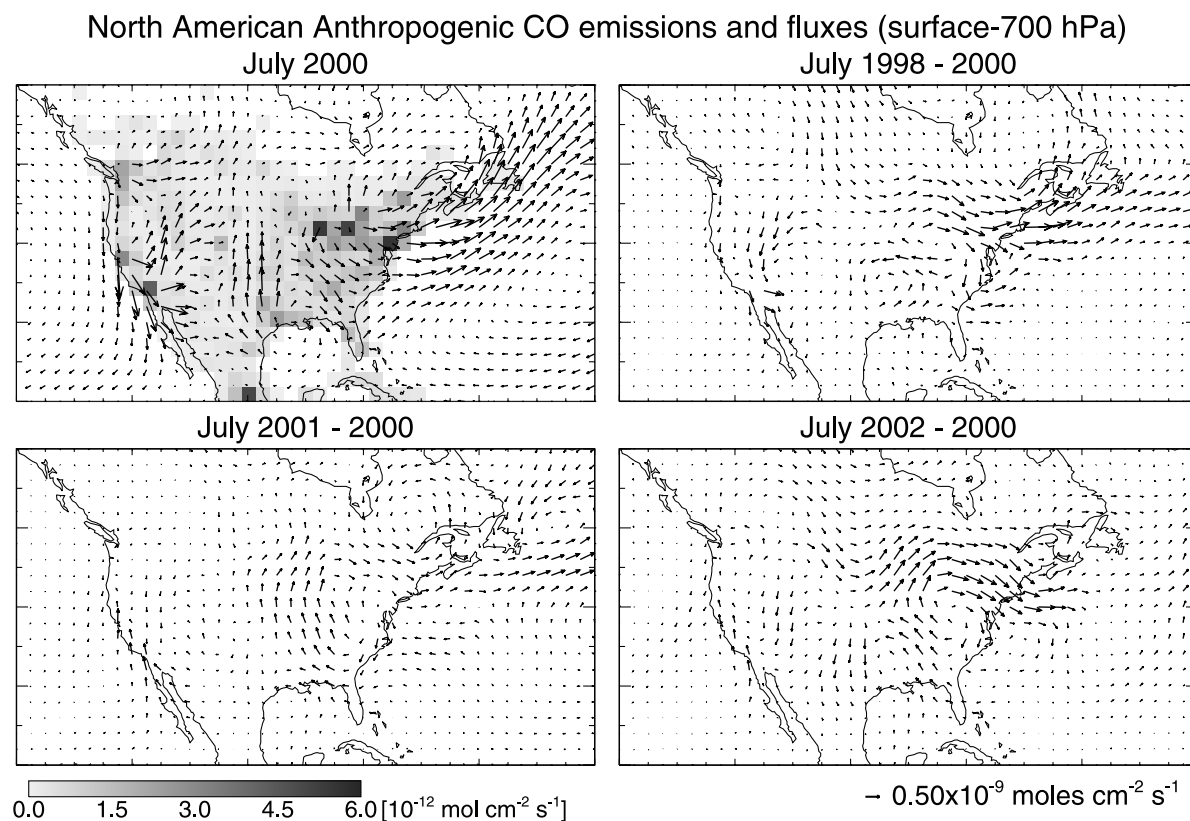 North American Anthropogenic CO emissions and fluxes (surface-700 hPa)
July 2000
July 1998 - 2000
July 2001 - 2000
July 2002 - 2000
0.0 1.5 3.0 4.5 6.0 [10⁻¹² mol cm⁻² s⁻¹]
0.50x10⁻⁹ moles cm⁻² s⁻¹